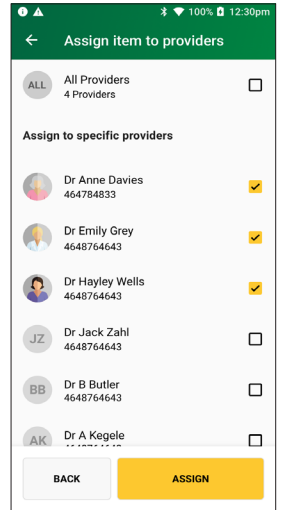 100% 12:30pm
Assign item to providers
ALL
All Providers
4 Providers
Assign to specific providers
Dr Anne Davies
464784833
Dr Emily Grey
4648764643
Dr Hayley Wells
4648764643
JZ
Dr Jack Zahl
4648764643
BB
Dr B Butler
4648764643
AK
Dr A Kegele
BACK
ASSIGN